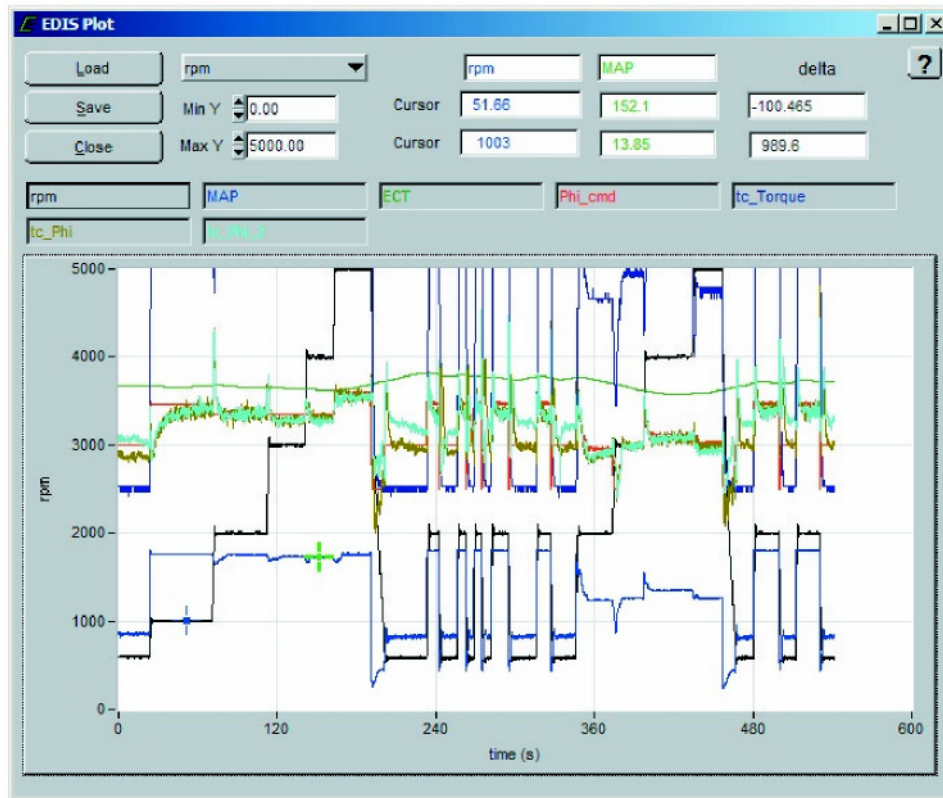 EDIS Plot
Load rpm rpm MAP delta ?
Save Min Y 0.00 Cursor 51.66 152.1 -100.465
Close Max Y 5000.00 Cursor 1003 13.85 989.6
rpm MAP ECT Phi_cmd tc_Torque
tc_Phi
5000
4000
3000
rpm
2000
1000
0
0 120 240 360 480 600
time (s)